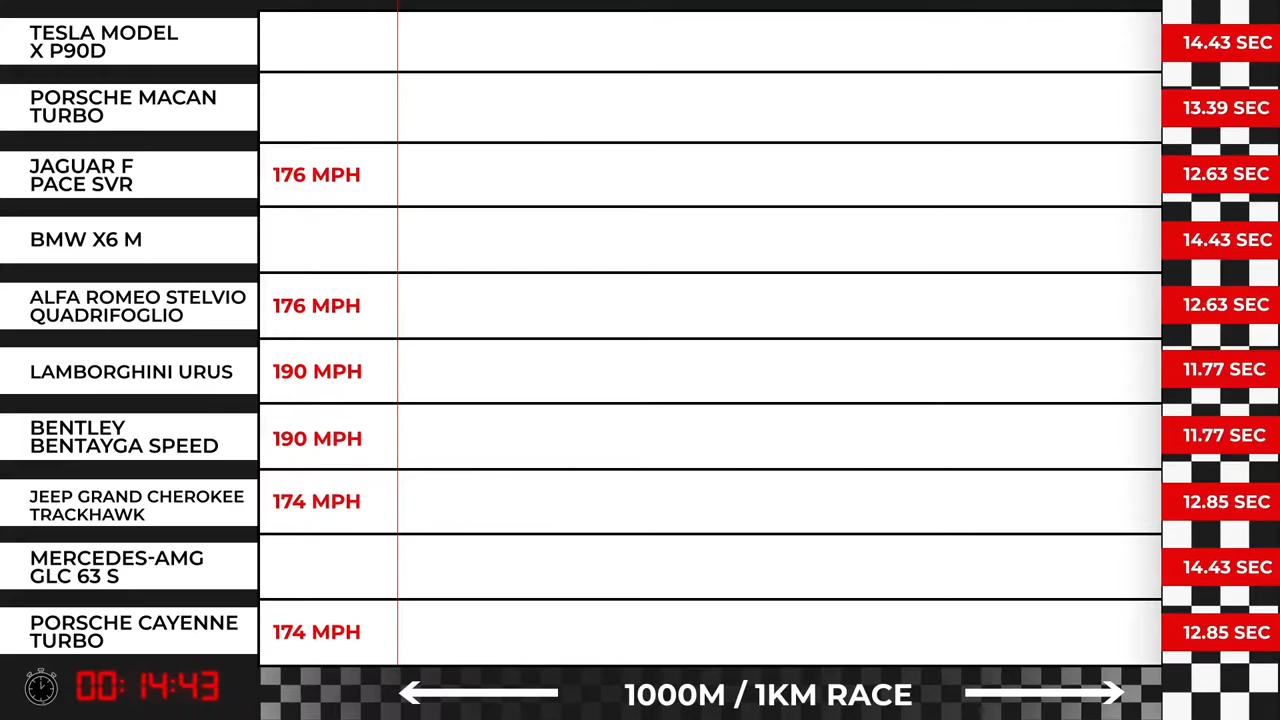 TESLA MODEL
X P90D
14.43 SEC
PORSCHE MACAN
TURBO
13.39 SEC
JAGUAR F
PACE SVR
176 MPH
12.63 SEC
BMW X6 M
14.43 SEC
ALFA ROMEO STELVIO
QUADRIFOGLIO
176 MPH
12.63 SEC
LAMBORGHINI URUS
190 MPH
11.77 SEC
BENTLEY
BENTAYGA SPEED
190 MPH
11.77 SEC
JEEP GRAND CHEROKEE
TRACKHAWK
174 MPH
12.85 SEC
MERCEDES-AMG
GLC 63 S
14.43 SEC
PORSCHE CAYENNE
TURBO
174 MPH
12.85 SEC
00:14:43
1000M / 1KM RACE